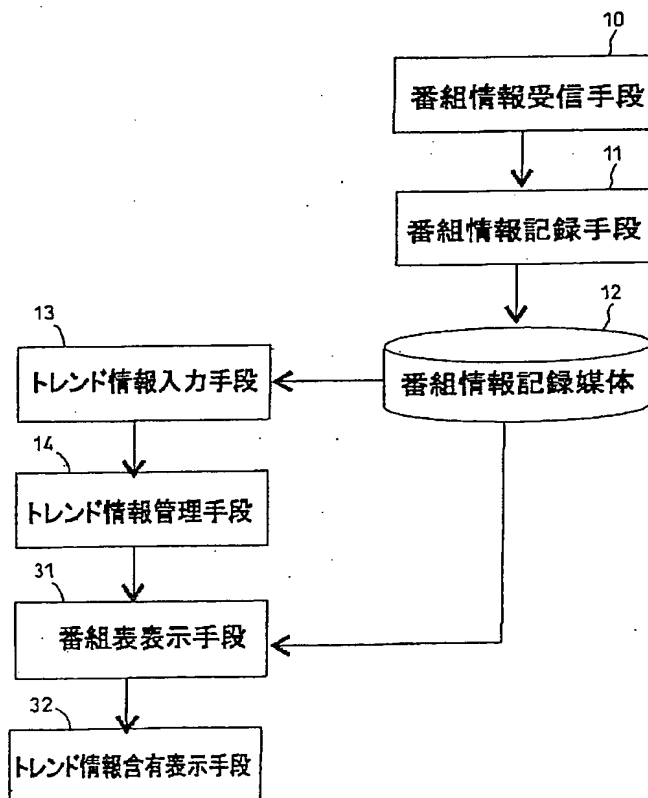 10
番組情報受信手段
11
番組情報記録手段
12
番組情報記録媒体
13
トレンド情報入力手段
14
トレンド情報管理手段
31
番組表表示手段
32
トレンド情報含有表示手段